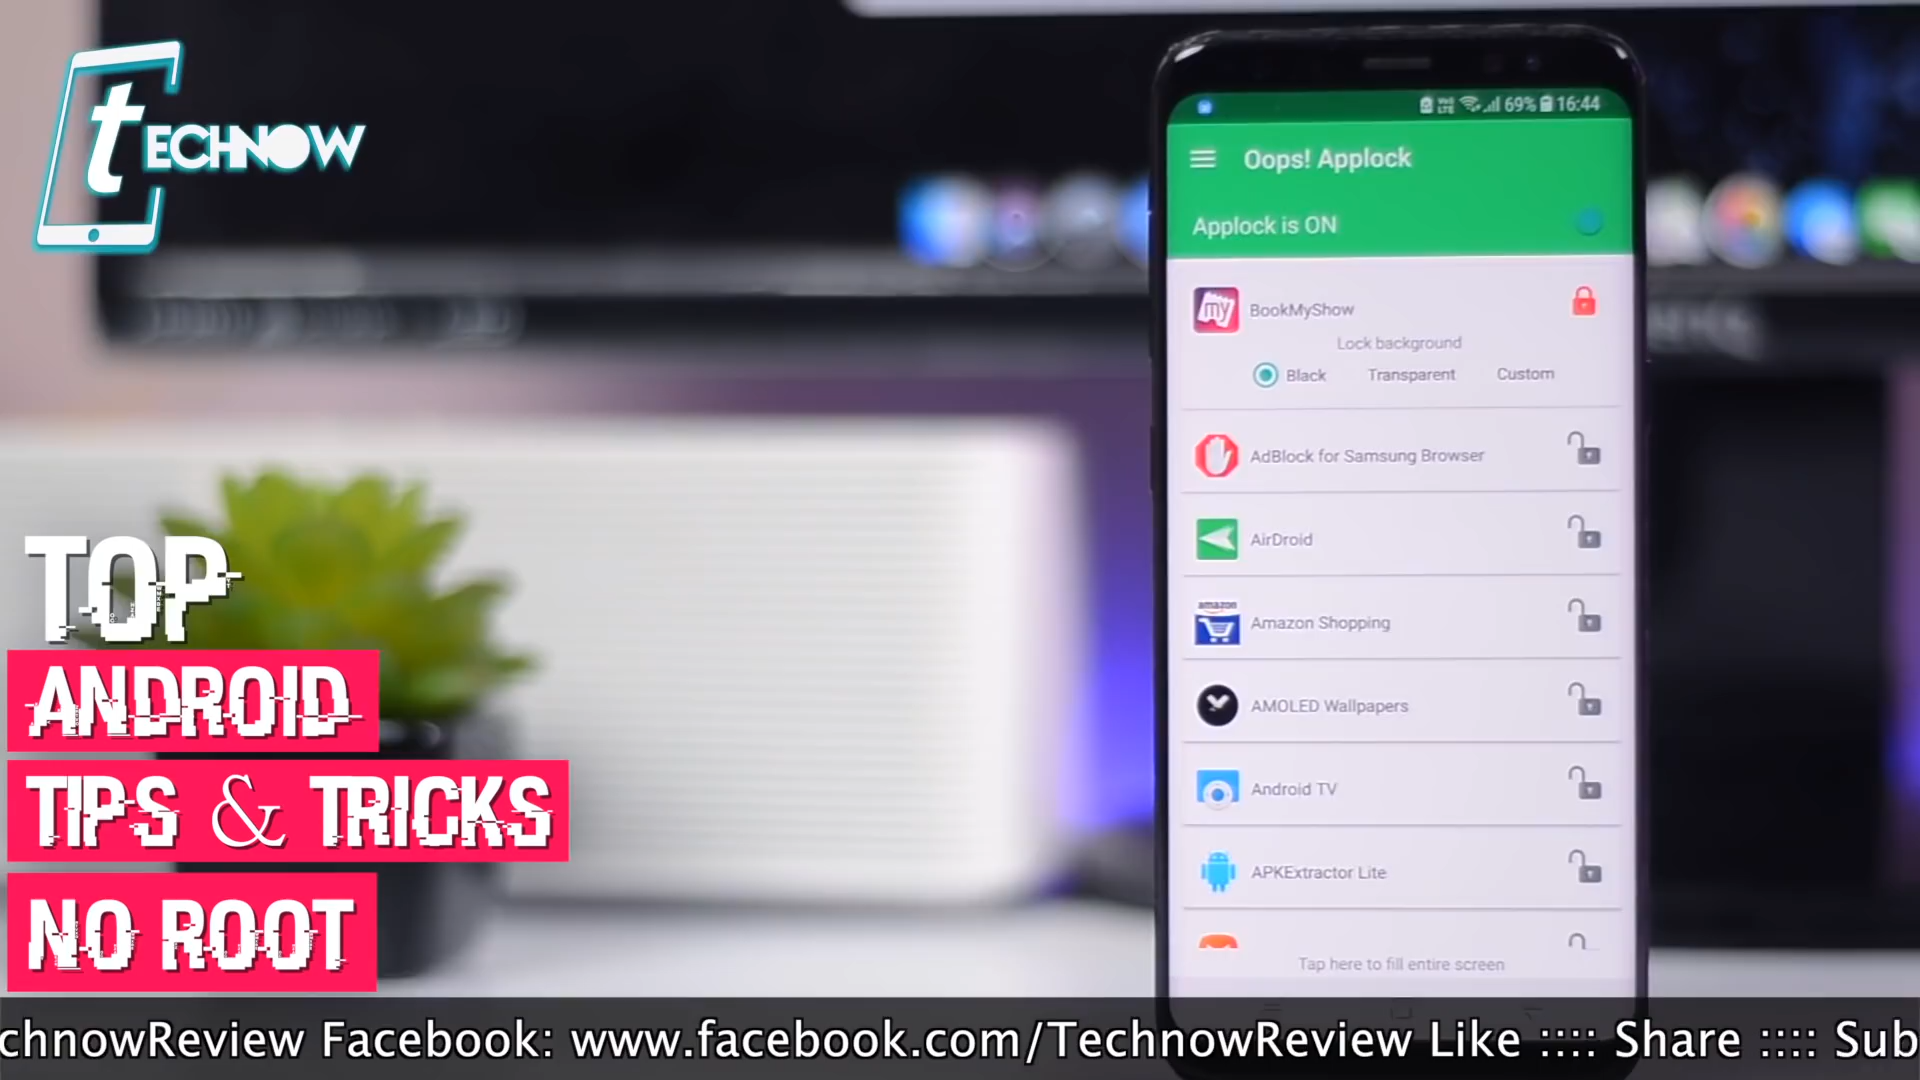 tECHNOW
69% 16:44
Oops! Applock
Applock is ON
my
BookMyShow
Lock background
Black Transparent Custom
AdBlock for Samsung Browser
AirDroid
amazon
Amazon Shopping
AMOLED Wallpapers
Android TV
APKExtractor Lite
Tap here to fill entire screen
TOP
ANDROID
TIPS & TRICKS
NO ROOT
chnowReview Facebook: www.facebook.com/TechnowReview Like :::: Share :::: Sub